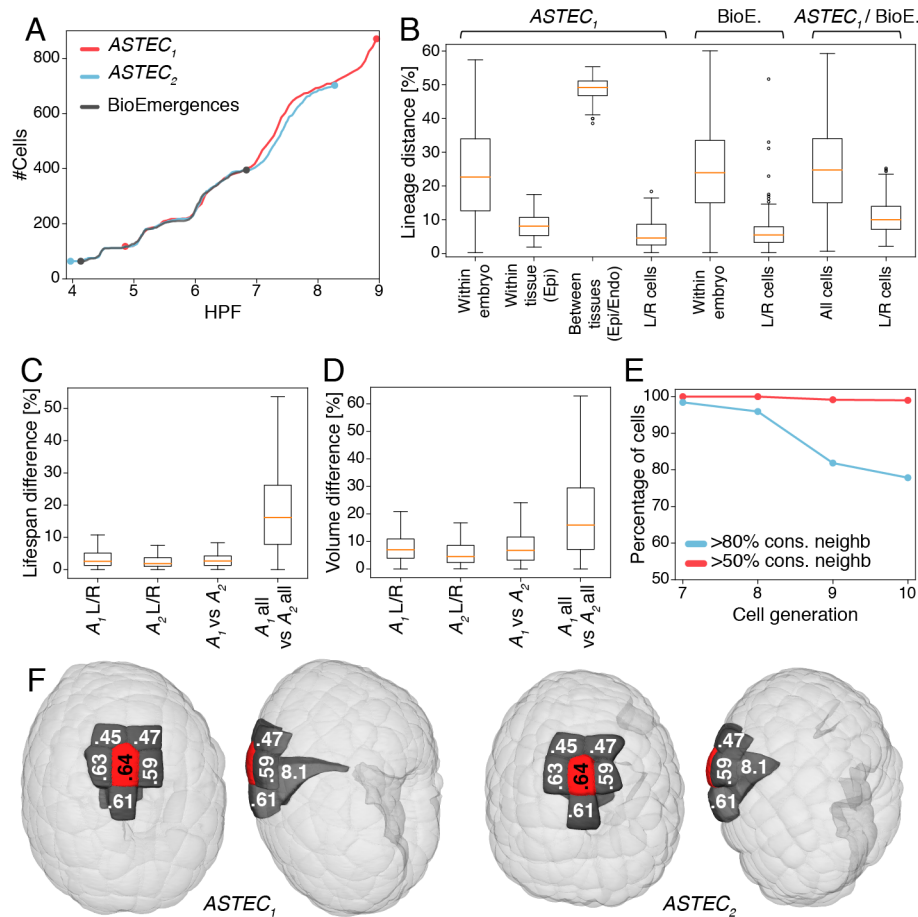 A
ASTEC1
ASTEC2
BioEmergences
#Cells
800
600
400
200
0
4
5
6
7
8
9
HPF
B
ASTEC1
BioE.
ASTEC1 / BioE.
Lineage distance [%]
60
50
40
30
20
10
0
Within
embryo
Within
tissue
(Epi)
Between
tissues
(Epi/Endo)
L/R cells
Within
embryo
L/R cells
All cells
L/R cells
C
Lifespan difference [%]
50
40
30
20
10
0
A1 L/R
A2 L/R
A1 vs A2
A1 all
vs A2 all
D
Volume difference [%]
60
50
40
30
20
10
0
A1 L/R
A2 L/R
A1 vs A2
A1 all
vs A2 all
E
Percentage of cells
100
90
80
70
60
50
>80% cons. neighb
>50% cons. neighb
7
8
9
10
Cell generation
F
.45
.47
.63
.64
.59
.61
.47
.59
8.1
.61
ASTEC1
.45
.47
.63
.64
.59
.61
.47
.59
8.1
.61
ASTEC2